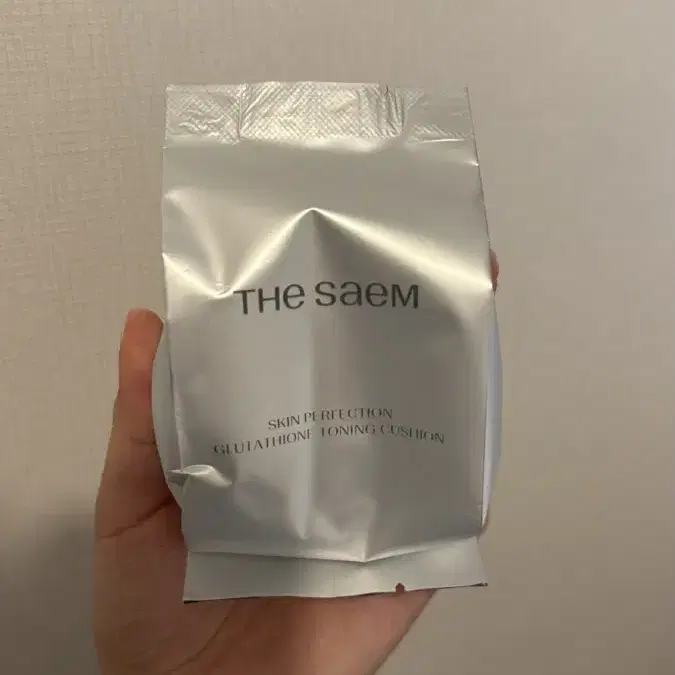 THe saeM
SKIN PERFECTION
GLUTATHIONE TONING CUSHION